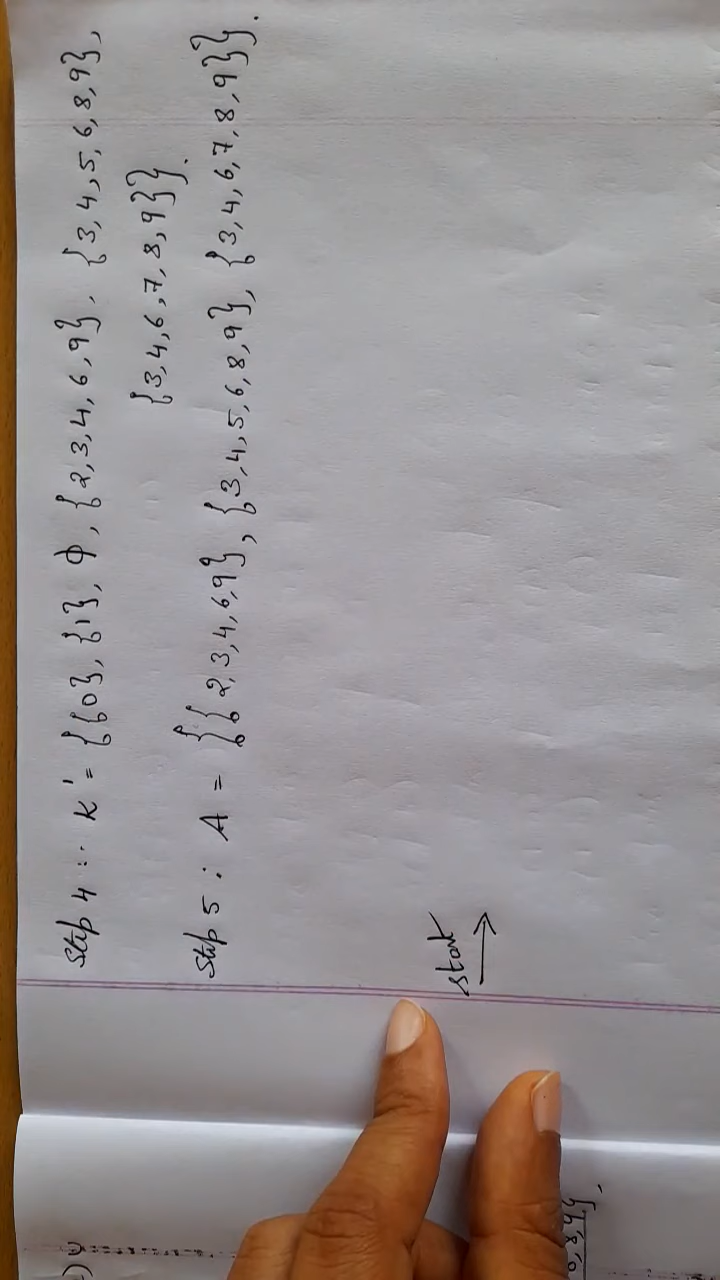 Step 4 :- K' = {{0}, {1}, ϕ, {2,3,4,6,9}, {3,4,5,6,8,9},
{3,4,6,7,8,9}}.
Step 5 : A = {{2,3,4,6,9}, {3,4,5,6,8,9}, {3,4,6,7,8,9}}.
start
→